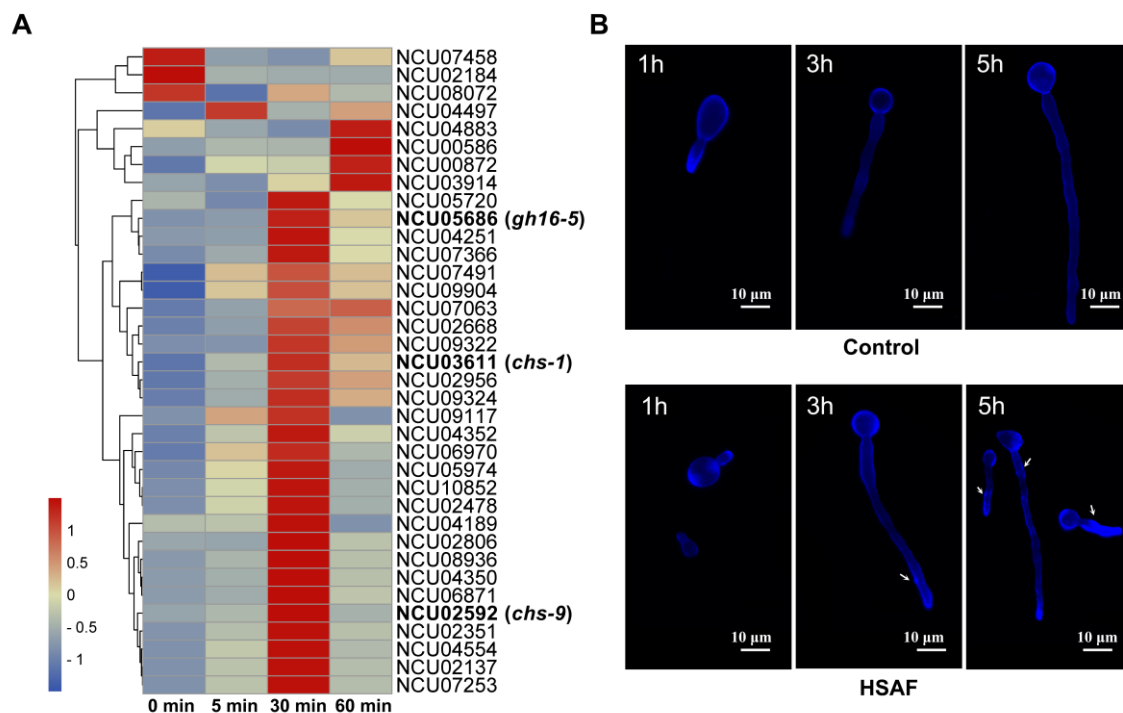 A
NCU07458
NCU02184
NCU08072
NCU04497
NCU04883
NCU00586
NCU00872
NCU03914
NCU05720
NCU05686 (gh16-5)
NCU04251
NCU07366
NCU07491
NCU09904
NCU07063
NCU02668
NCU09322
NCU03611 (chs-1)
NCU02956
NCU09324
NCU09117
NCU04352
NCU06970
NCU05974
NCU10852
NCU02478
NCU04189
NCU02806
NCU08936
NCU04350
NCU06871
NCU02592 (chs-9)
NCU02351
NCU04554
NCU02137
NCU07253
1
0.5
0
- 0.5
- 1
0 min 5 min 30 min 60 min
B
1h 3h 5h
10 µm 10 µm 10 µm
Control
1h 3h 5h
10 µm 10 µm 10 µm
HSAF